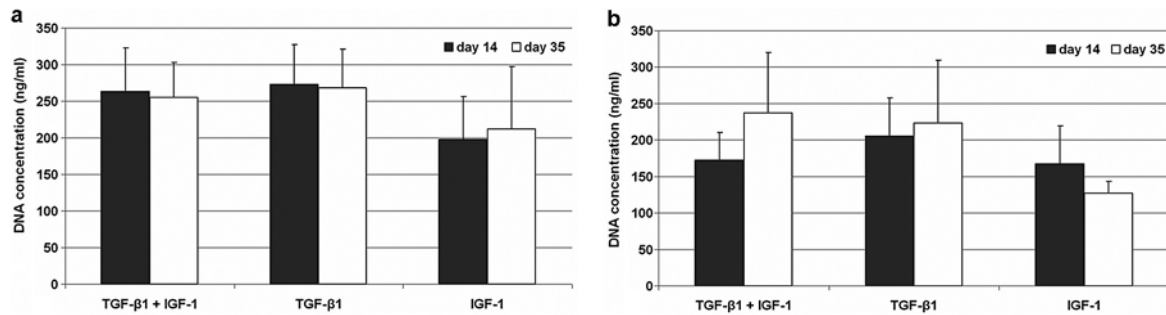 a
DNA concentration (ng/ml)
350
300
250
200
150
100
50
0
day 14 day 35
TGF-β1 + IGF-1 TGF-β1 IGF-1
b
DNA concentration (ng/ml)
350
300
250
200
150
100
50
0
day 14 day 35
TGF-β1 + IGF-1 TGF-β1 IGF-1